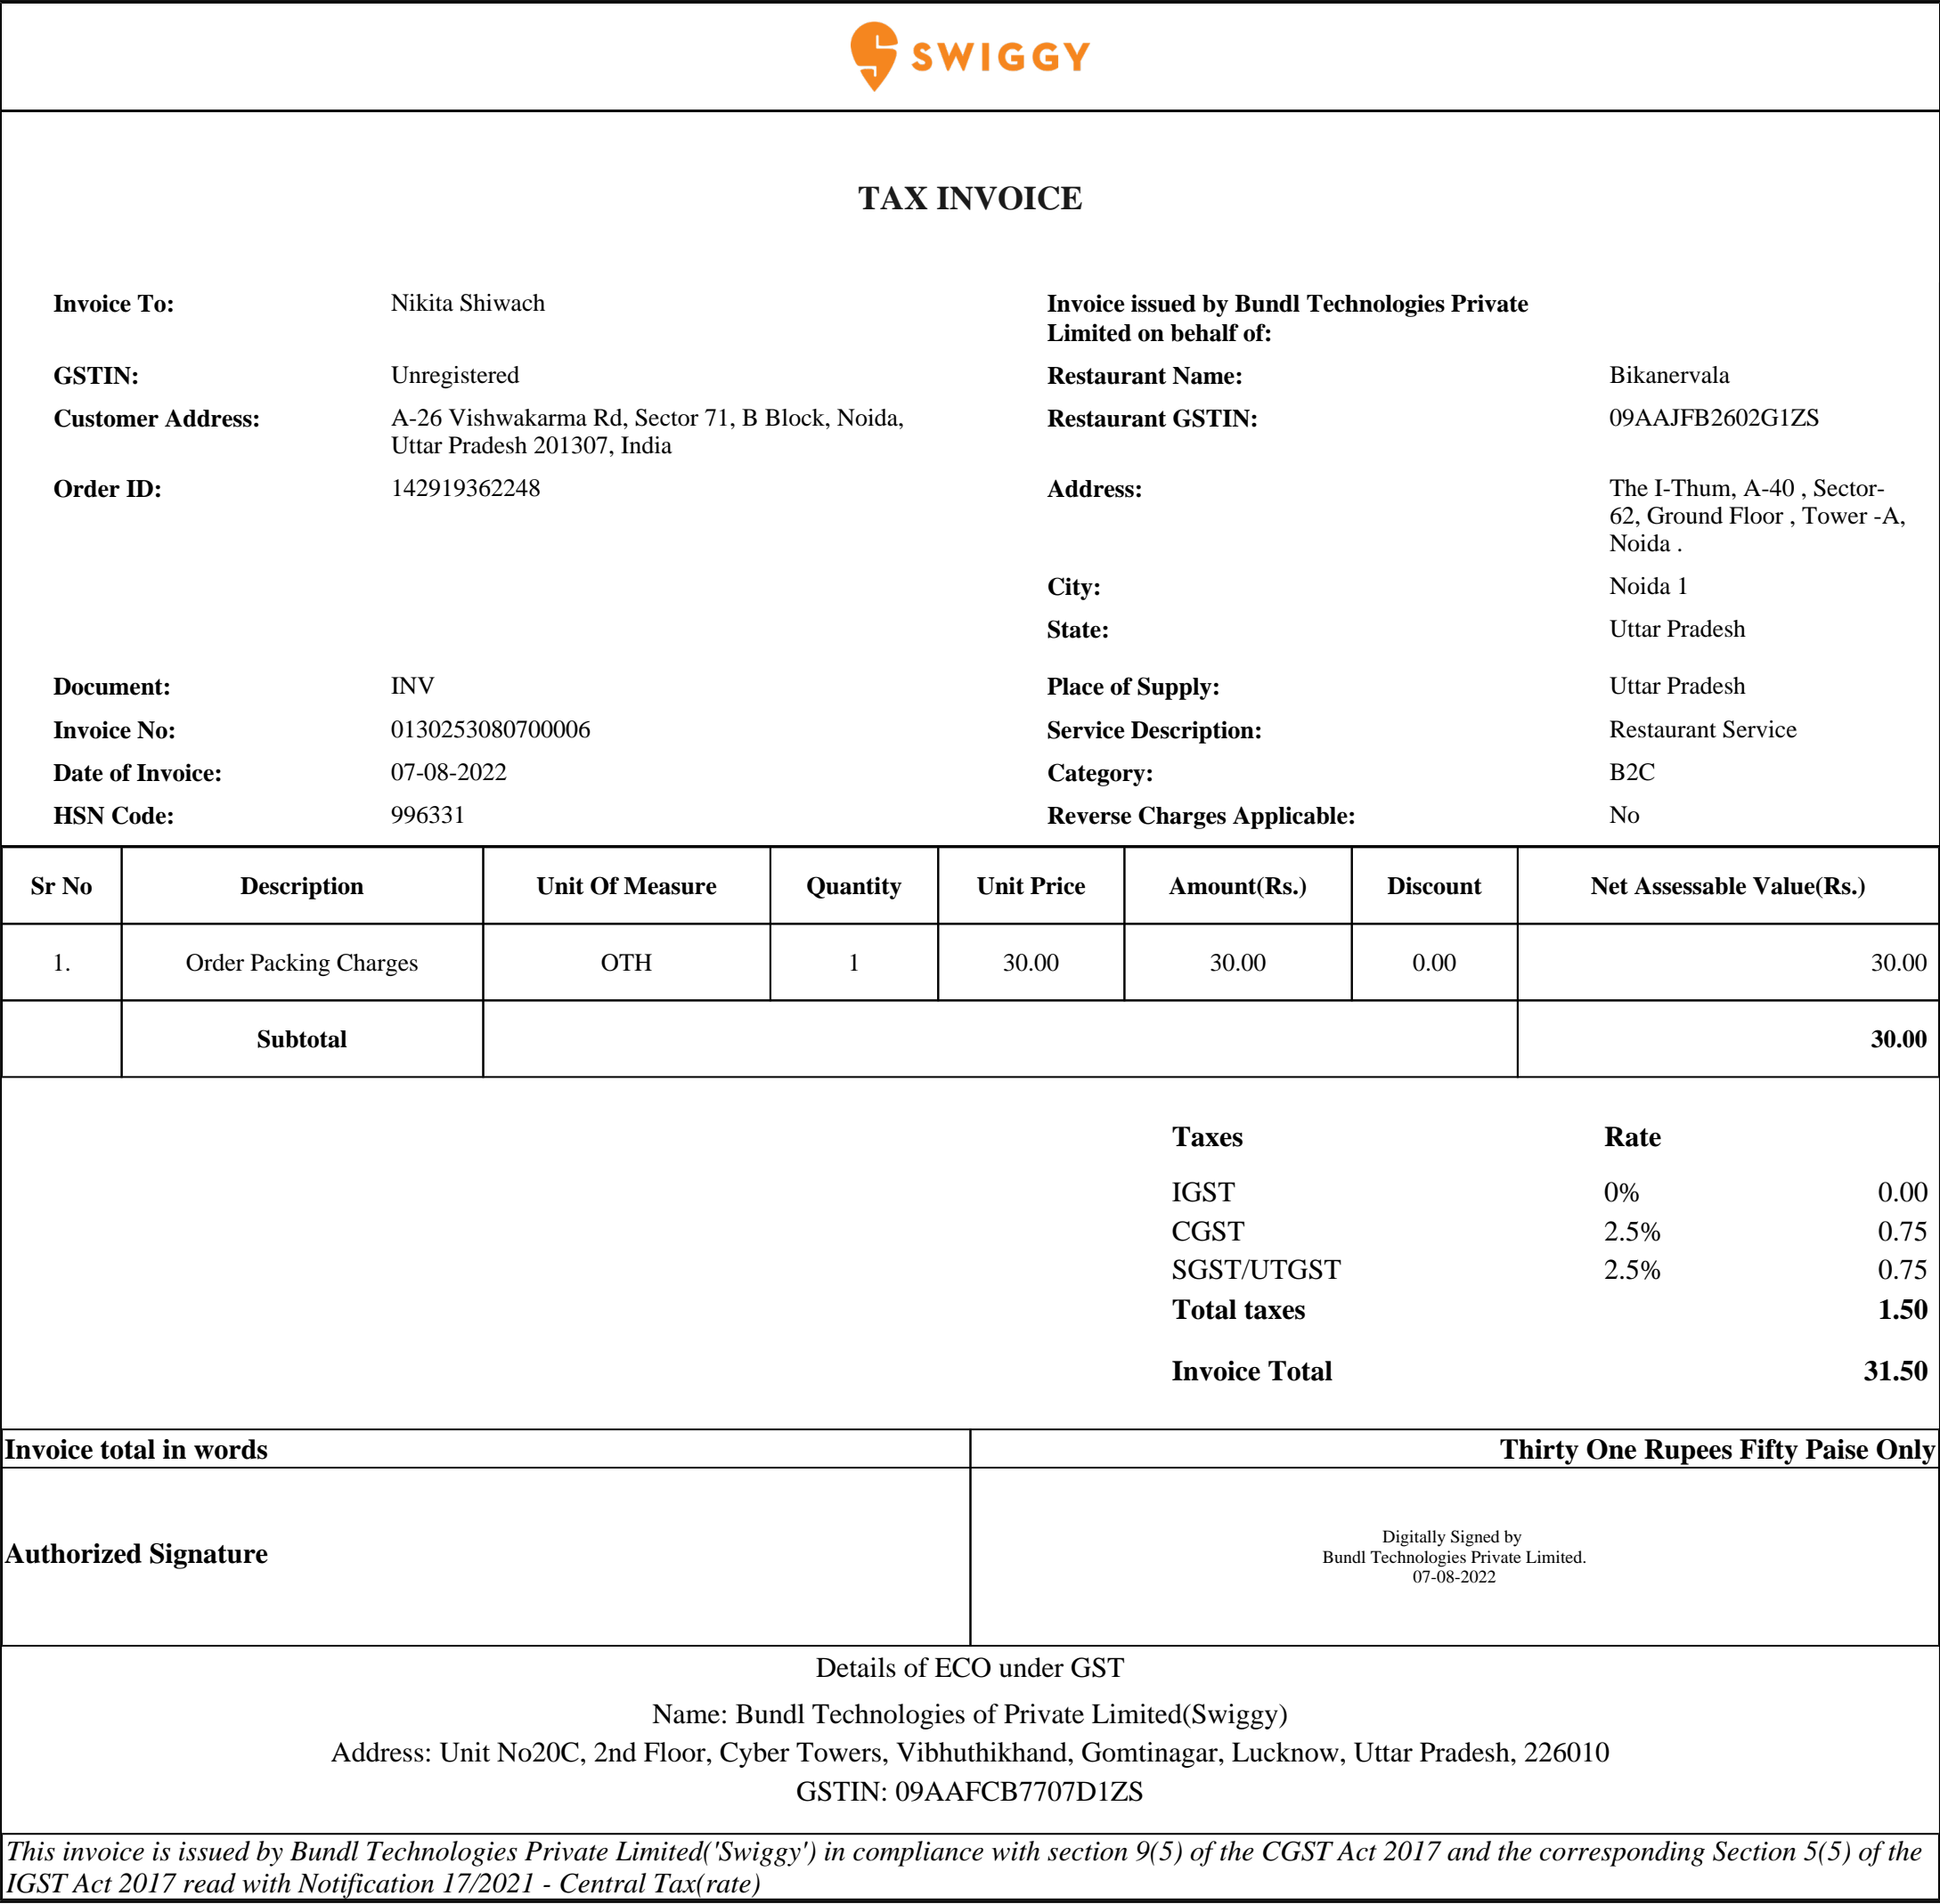 SWIGGY
TAX INVOICE
Invoice To: Nikita Shiwach
Invoice issued by Bundl Technologies Private
Limited on behalf of:
GSTIN: Unregistered
Restaurant Name: Bikanervala
Customer Address: A-26 Vishwakarma Rd, Sector 71, B Block, Noida,
Uttar Pradesh 201307, India
Restaurant GSTIN: 09AAJFB2602G1ZS
Order ID: 142919362248
Address: The I-Thum, A-40 , Sector-
62, Ground Floor , Tower -A,
Noida .
City: Noida 1
State: Uttar Pradesh
Document: INV
Place of Supply: Uttar Pradesh
Invoice No: 0130253080700006
Service Description: Restaurant Service
Date of Invoice: 07-08-2022
Category: B2C
HSN Code: 996331
Reverse Charges Applicable: No
Sr No Description Unit Of Measure Quantity Unit Price Amount(Rs.) Discount Net Assessable Value(Rs.)
1. Order Packing Charges OTH 1 30.00 30.00 0.00 30.00
Subtotal 30.00
Taxes Rate
IGST 0% 0.00
CGST 2.5% 0.75
SGST/UTGST 2.5% 0.75
Total taxes 1.50
Invoice Total 31.50
Invoice total in words Thirty One Rupees Fifty Paise Only
Authorized Signature
Digitally Signed by
Bundl Technologies Private Limited.
07-08-2022
Details of ECO under GST
Name: Bundl Technologies of Private Limited(Swiggy)
Address: Unit No20C, 2nd Floor, Cyber Towers, Vibhuthikhand, Gomtinagar, Lucknow, Uttar Pradesh, 226010
GSTIN: 09AAFCB7707D1ZS
This invoice is issued by Bundl Technologies Private Limited('Swiggy') in compliance with section 9(5) of the CGST Act 2017 and the corresponding Section 5(5) of the
IGST Act 2017 read with Notification 17/2021 - Central Tax(rate)